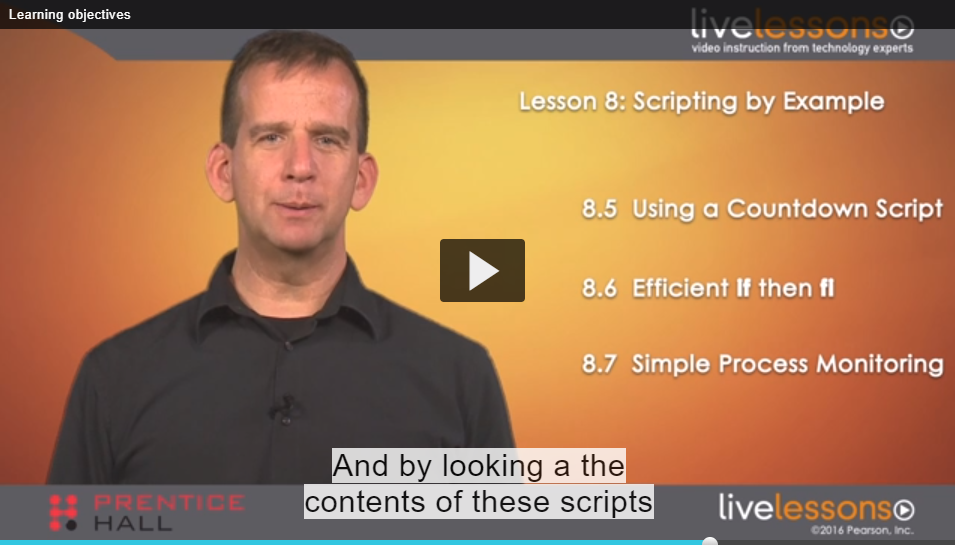 Learning objectives
livelessons
video instruction from technology experts
Lesson 8: Scripting by Example
8.5 Using a Countdown Script
8.6 Efficient If then fI
8.7 Simple Process Monitoring
And by looking a the
contents of these scripts
PRENTICE
HALL
livelessons
©2016 Pearson, Inc.